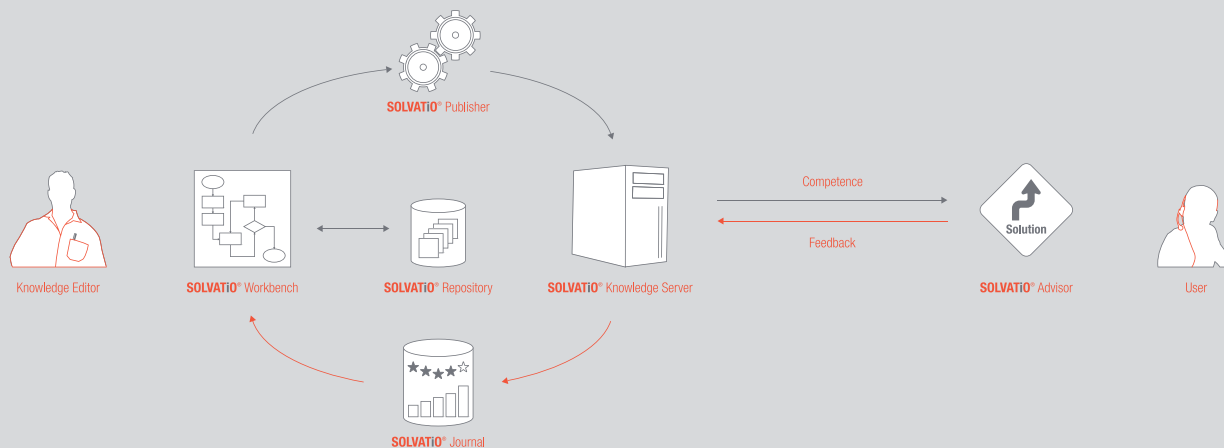 SOLVATiO® Publisher
Competence
Solution
Feedback
Knowledge Editor
SOLVATiO® Workbench
SOLVATiO® Repository
SOLVATiO® Knowledge Server
SOLVATiO® Advisor
User
SOLVATiO® Journal